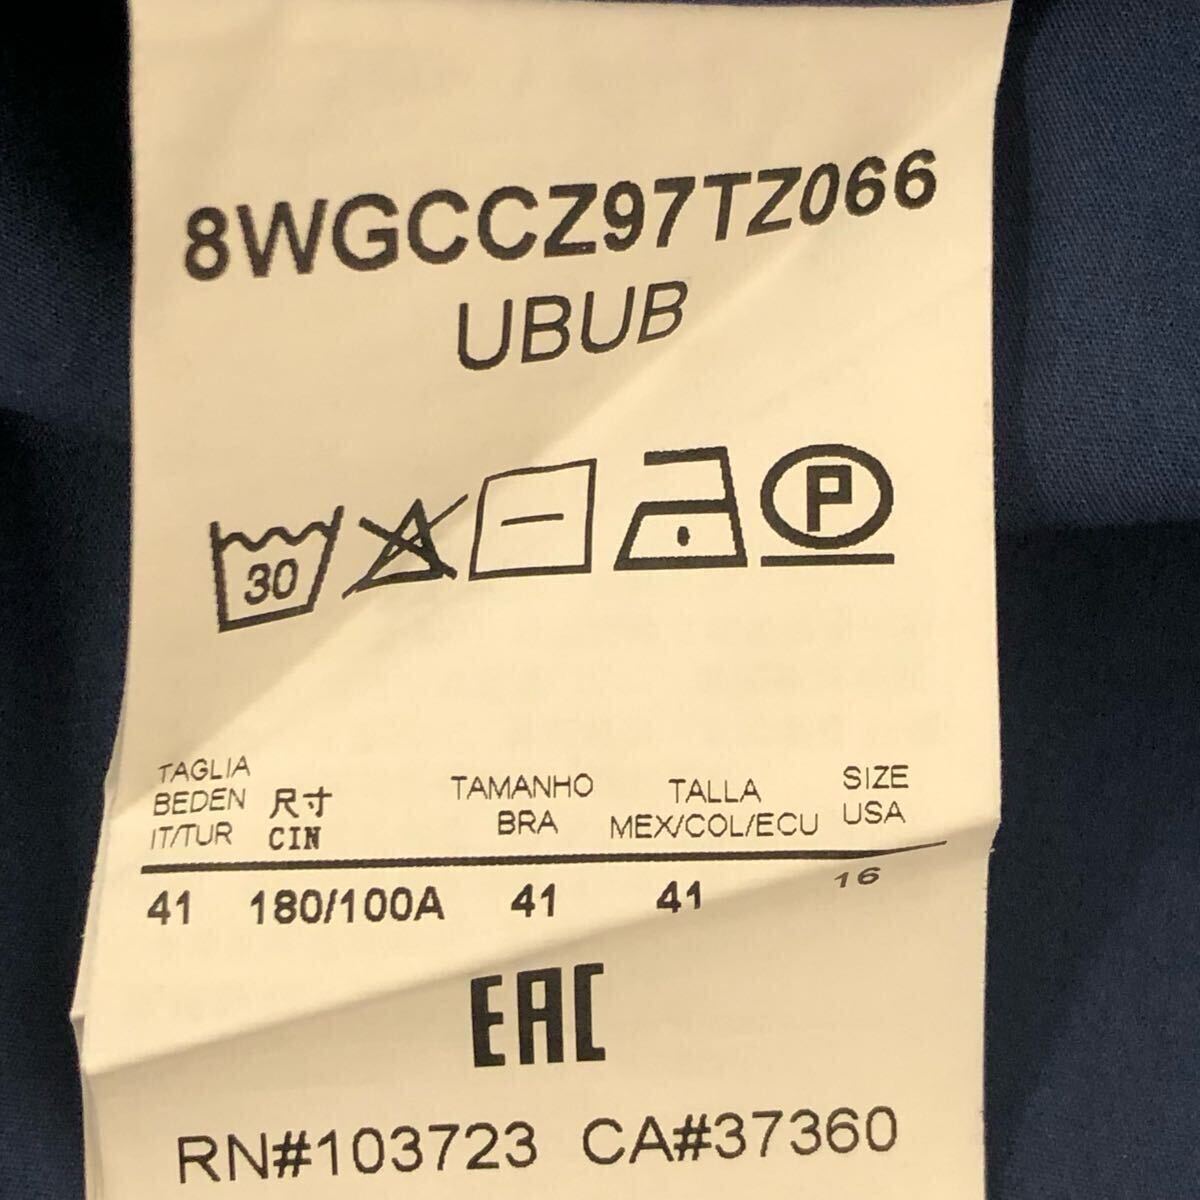 8WGCCZ97TZ066
UBUB
30 P
TAGLIA
BEDEN 尺寸 TAMANHO TALLA SIZE
IT/TUR CIN BRA MEX/COL/ECU USA
41 180/100A 41 41 16
EAC
RN#103723 CA#37360